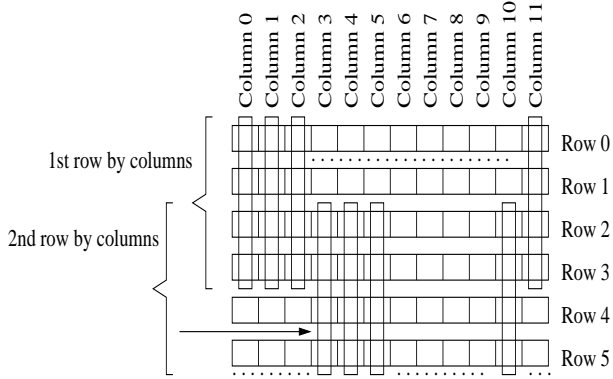 Column 0
Column 1
Column 2
Column 3
Column 4
Column 5
Column 6
Column 7
Column 8
Column 9
Column 10
Column 11
Row 0
1st row by columns
Row 1
Row 2
2nd row by columns
Row 3
Row 4
Row 5